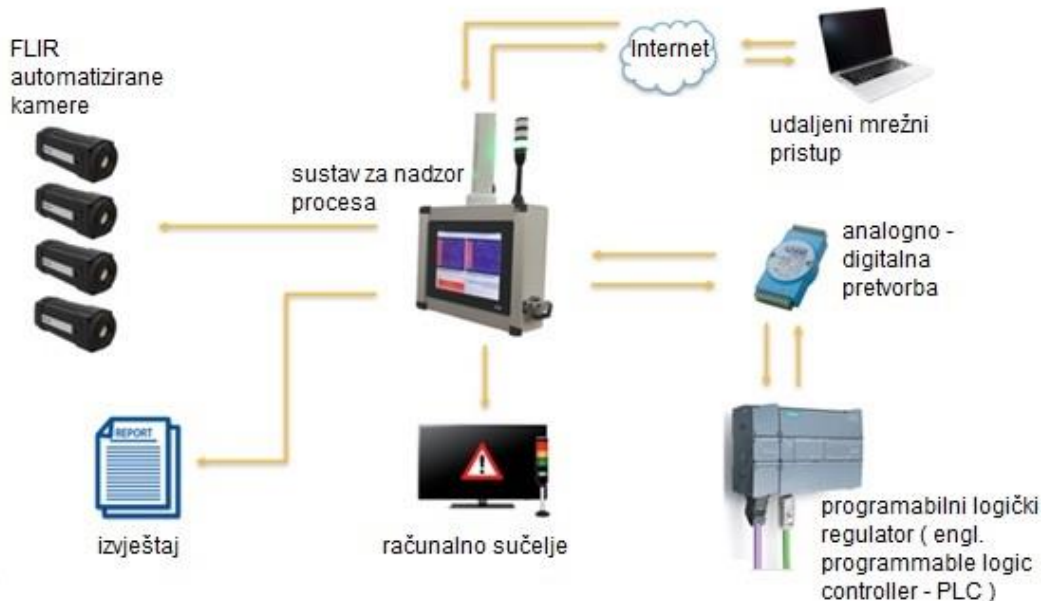 FLIR
automatizirane
kamere
Internet
udaljeni mrežni
pristup
sustav za nadzor
procesa
analogno -
digitalna
pretvorba
REPORT
izvještaj
računalno sučelje
programabilni logički
regulator ( engl.
programmable logic
controller - PLC )